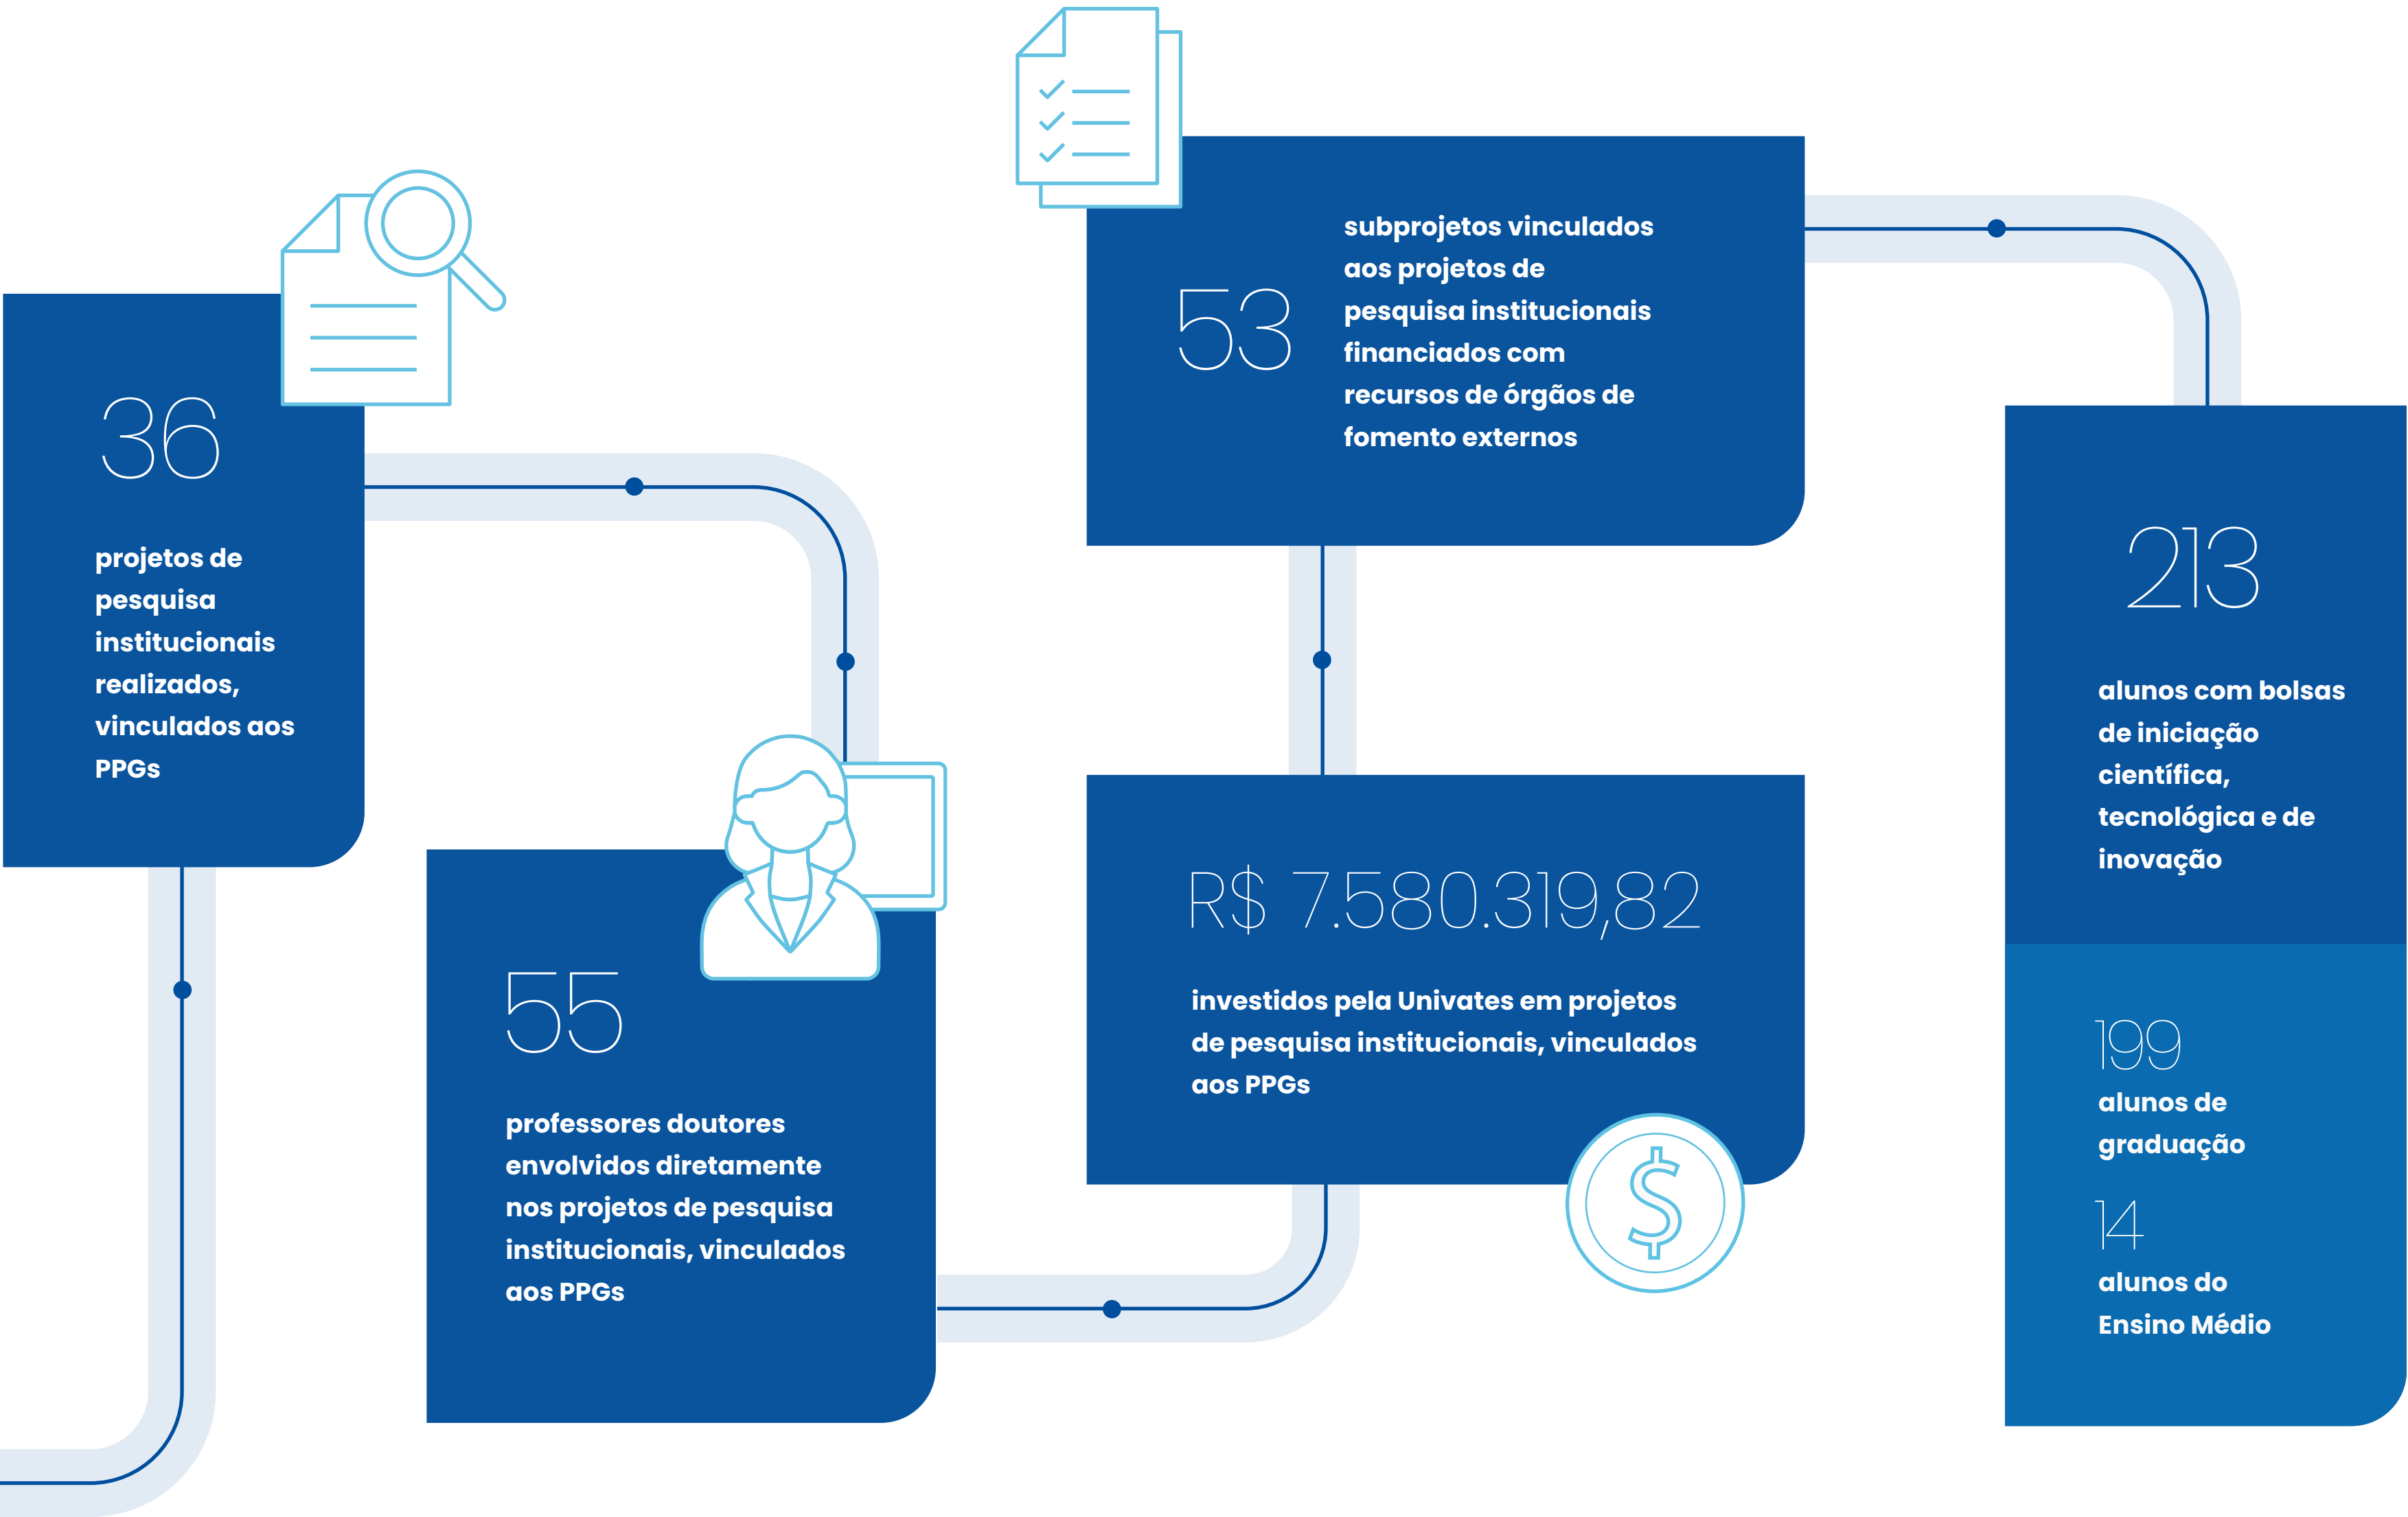 36
projetos de
pesquisa
institucionais
realizados,
vinculados aos
PPGs
55
professores doutores
envolvidos diretamente
nos projetos de pesquisa
institucionais, vinculados
aos PPGs
R$ 7.580.319,82
investidos pela Univates em projetos
de pesquisa institucionais, vinculados
aos PPGs
$
53
subprojetos vinculados
aos projetos de
pesquisa institucionais
financiados com
recursos de órgãos de
fomento externos
213
alunos com bolsas
de iniciação
científica,
tecnológica e de
inovação
199
alunos de
graduação
14
alunos do
Ensino Médio